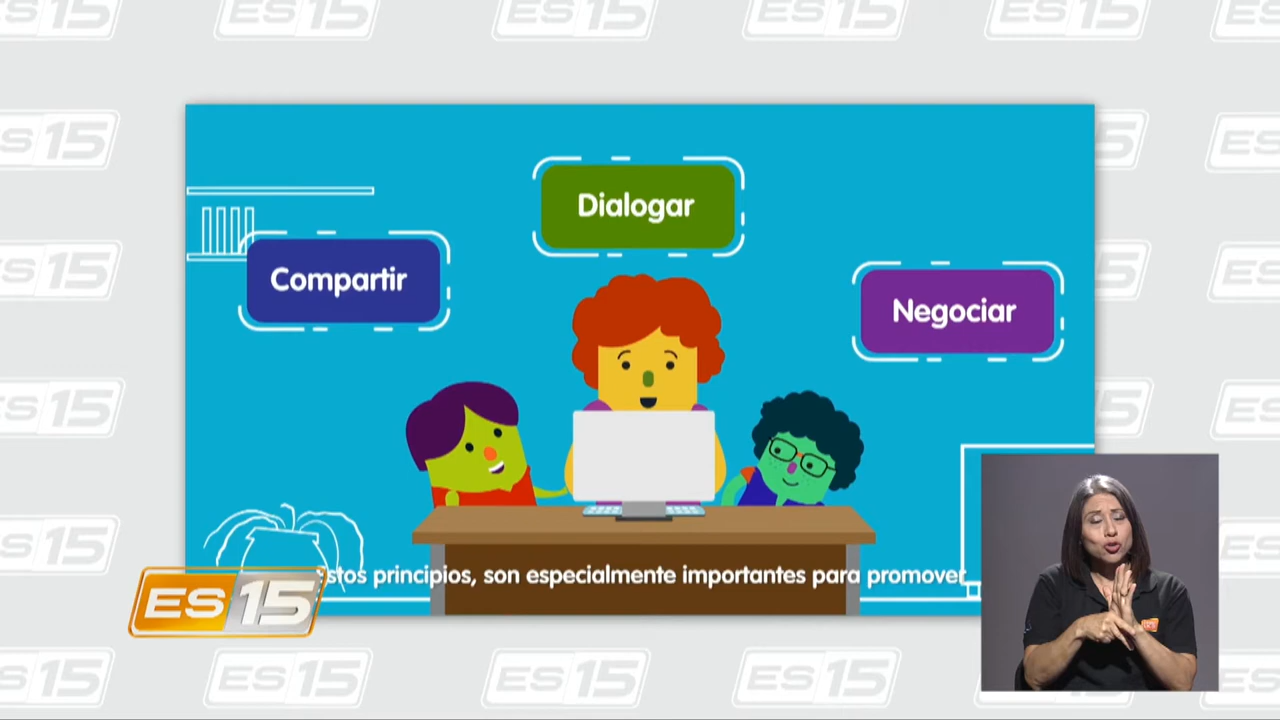 Dialogar
Compartir
Negociar
stos principios, son especialmente importantes para promover
ES15